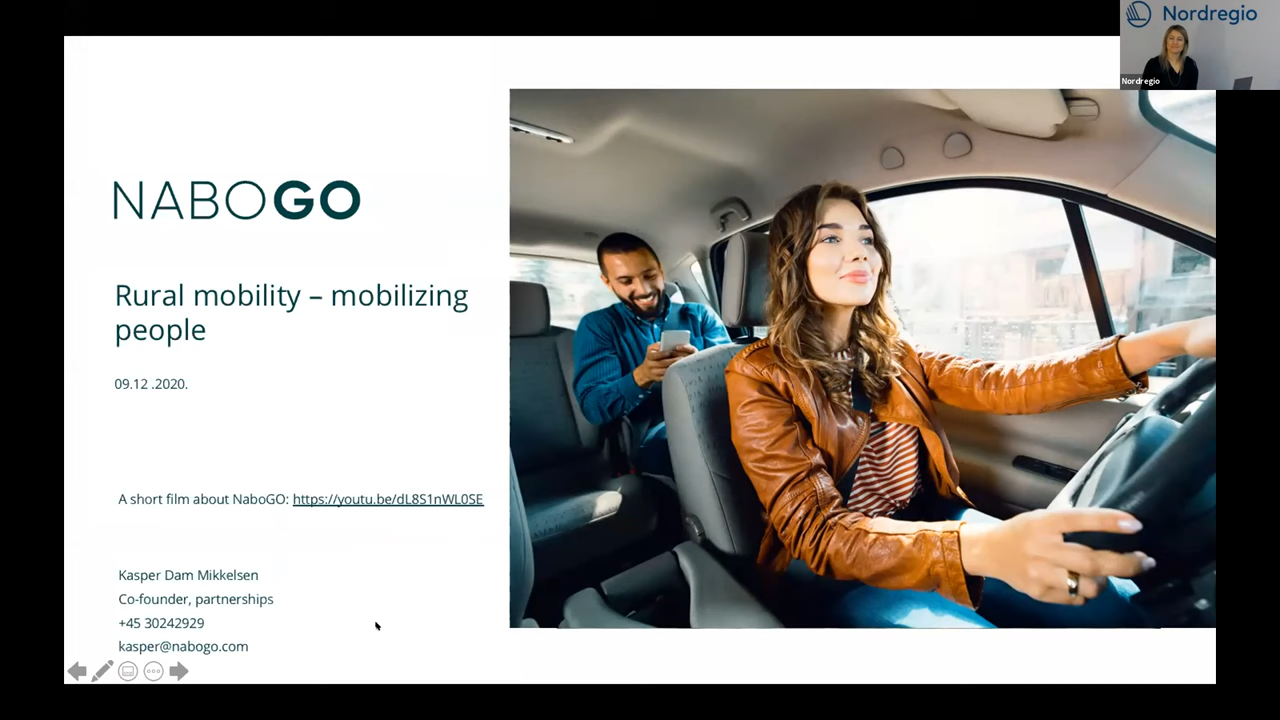 Nordregio
Nordregio
NABOGO
Rural mobility – mobilizing
people
09.12 .2020.
A short film about NaboGO: https://youtu.be/dL8S1nWL0SE
Kasper Dam Mikkelsen
Co-founder, partnerships
+45 30242929
kasper@nabogo.com